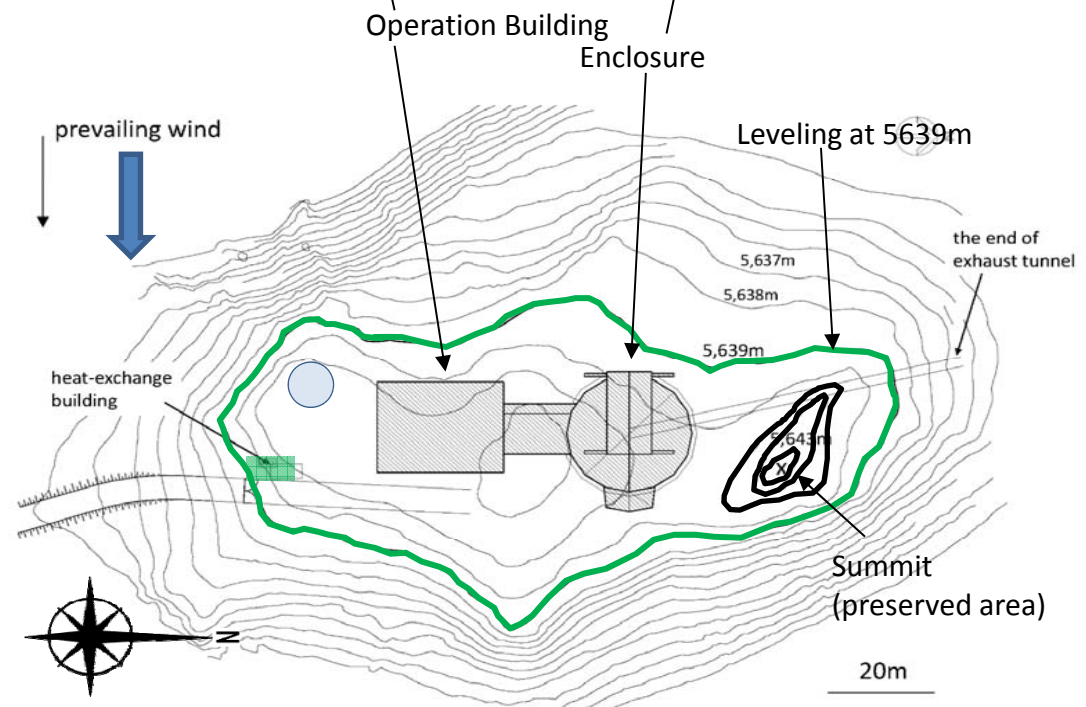 Operation Building
Enclosure
prevailing wind
Leveling at 5639m
the end of
exhaust tunnel
5,637m
5,638m
5,639m
heat-exchange
building
5,643m
X
Summit
(preserved area)
N
20m